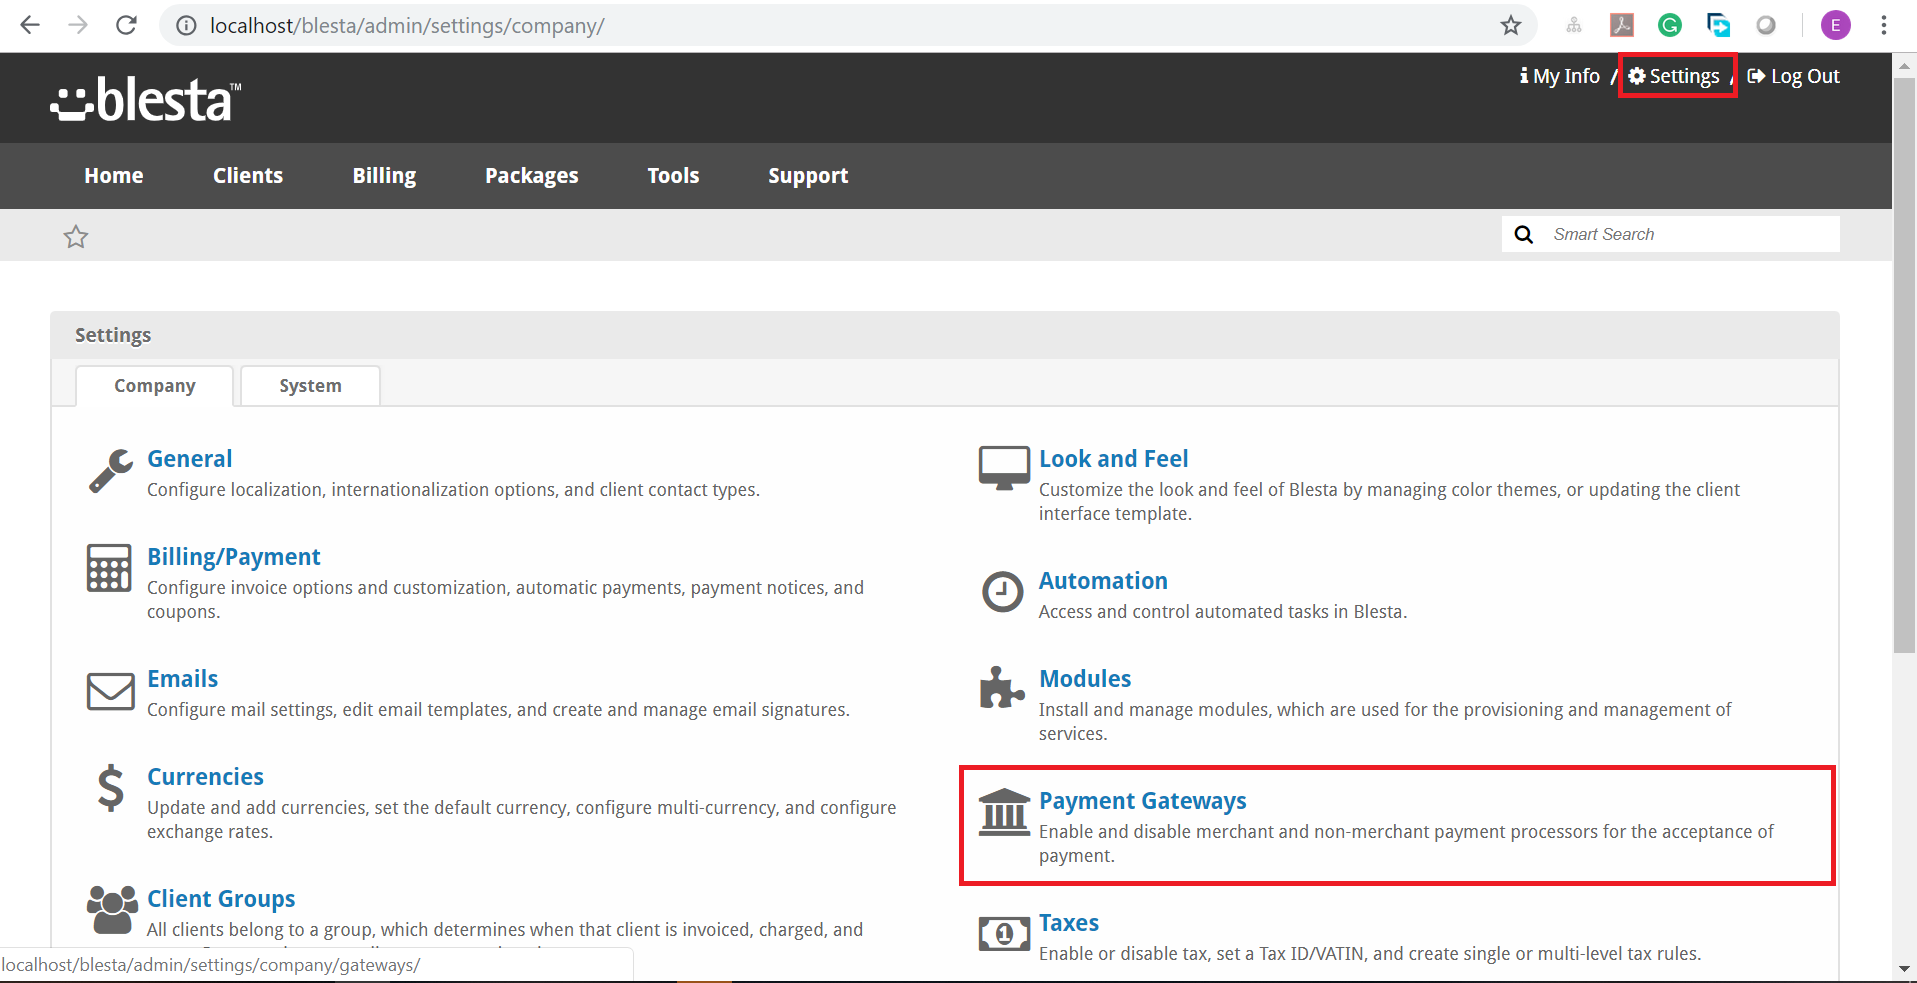 localhost/blesta/admin/settings/company/
E
My Info / Settings / Log Out
blesta™
Home Clients Billing Packages Tools Support
Smart Search
Settings
Company System
General
Configure localization, internationalization options, and client contact types.
Look and Feel
Customize the look and feel of Blesta by managing color themes, or updating the client
interface template.
Billing/Payment
Configure invoice options and customization, automatic payments, payment notices, and
coupons.
Automation
Access and control automated tasks in Blesta.
Emails
Configure mail settings, edit email templates, and create and manage email signatures.
Modules
Install and manage modules, which are used for the provisioning and management of
services.
Currencies
Update and add currencies, set the default currency, configure multi-currency, and configure
exchange rates.
Payment Gateways
Enable and disable merchant and non-merchant payment processors for the acceptance of
payment.
Client Groups
All clients belong to a group, which determines when that client is invoiced, charged, and
Taxes
Enable or disable tax, set a Tax ID/VATIN, and create single or multi-level tax rules.
localhost/blesta/admin/settings/company/gateways/